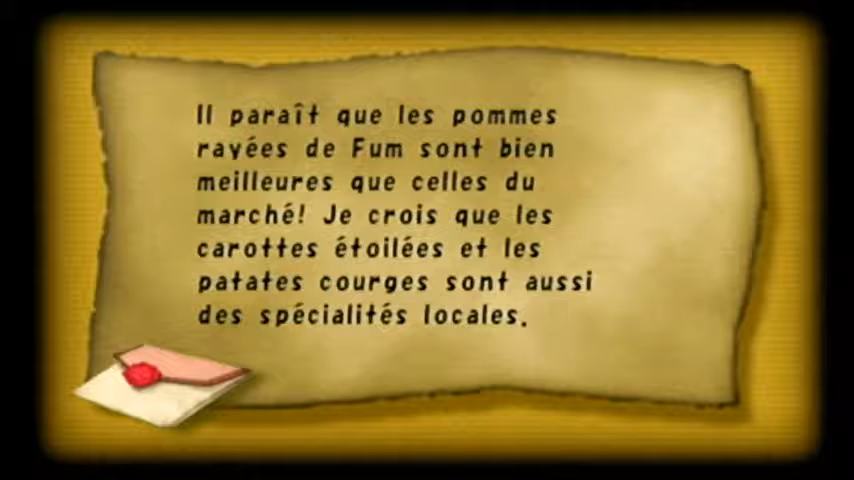 Il paraît que les pommes
rayées de Fum sont bien
meilleures que celles du
marché! Je crois que les
carottes étoilées et les
patates courges sont aussi
des spécialités locales.